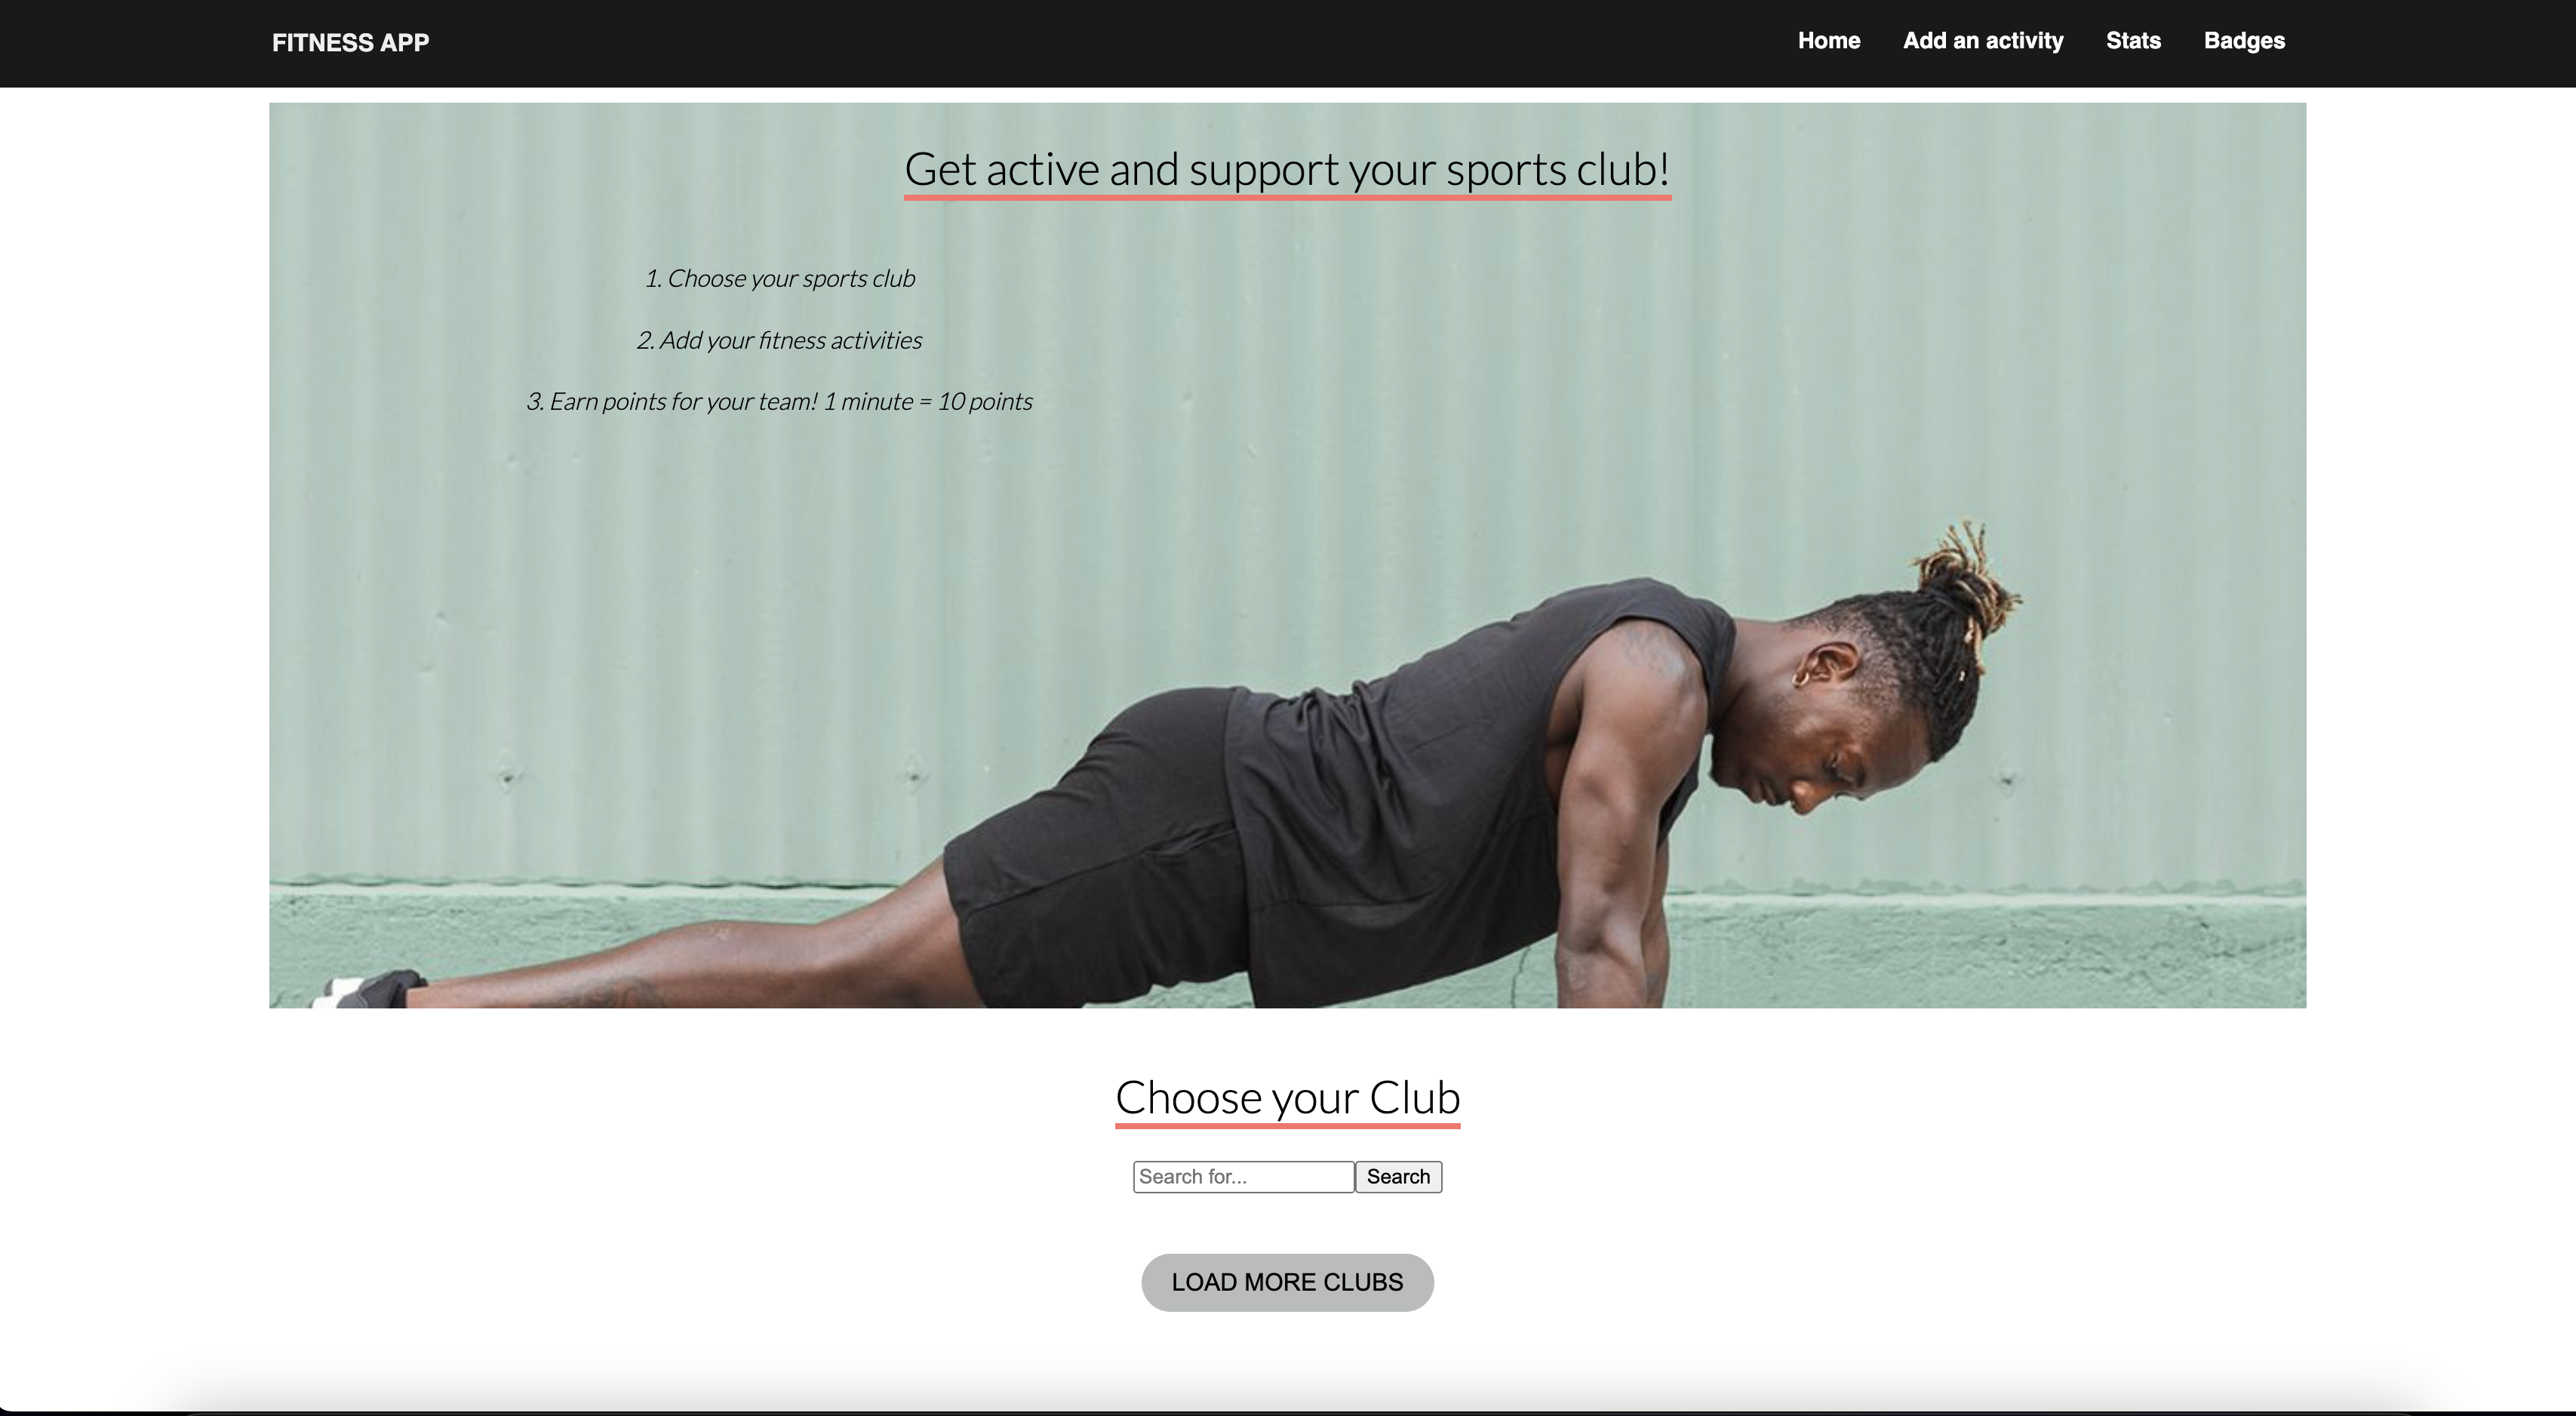 FITNESS APP
Home Add an activity Stats Badges
Get active and support your sports club!
1. Choose your sports club
2. Add your fitness activities
3. Earn points for your team! 1 minute = 10 points
Choose your Club
Search for... Search
LOAD MORE CLUBS